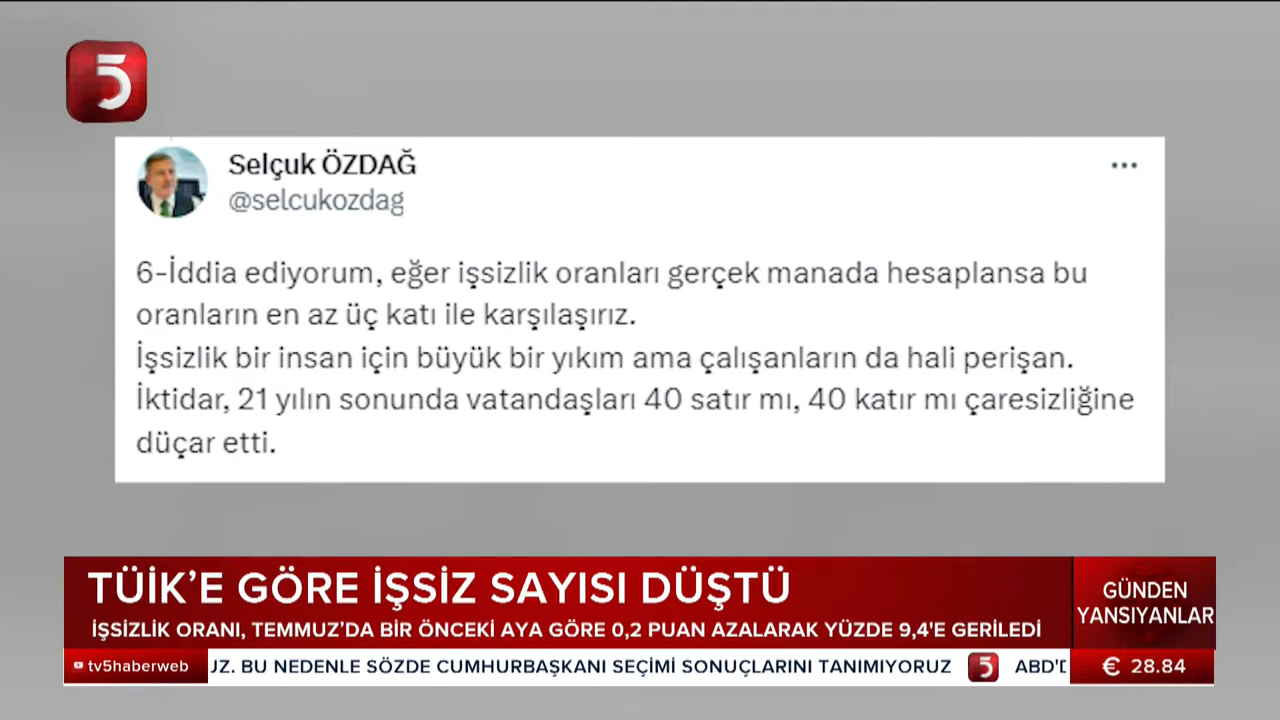 5
Selçuk ÖZDAĞ
@selcukozdag
6-İddia ediyorum, eğer işsizlik oranları gerçek manada hesaplansa bu
oranların en az üç katı ile karşılaşırız.
İşsizlik bir insan için büyük bir yıkım ama çalışanların da hali perişan.
İktidar, 21 yılın sonunda vatandaşları 40 satır mı, 40 katır mı çaresizliğine
düçar etti.
TÜİK’E GÖRE İŞSİZ SAYISI DÜŞTÜ
İŞSİZLİK ORANI, TEMMUZ’DA BİR ÖNCEKİ AYA GÖRE 0,2 PUAN AZALARAK YÜZDE 9,4'E GERİLEDİ
GÜNDEN
YANSIYANLAR
tv5haberweb
UZ. BU NEDENLE SÖZDE CUMHURBAŞKANI SEÇİMİ SONUÇLARINI TANIMIYORUZ 5 ABD'D
€ 28.84